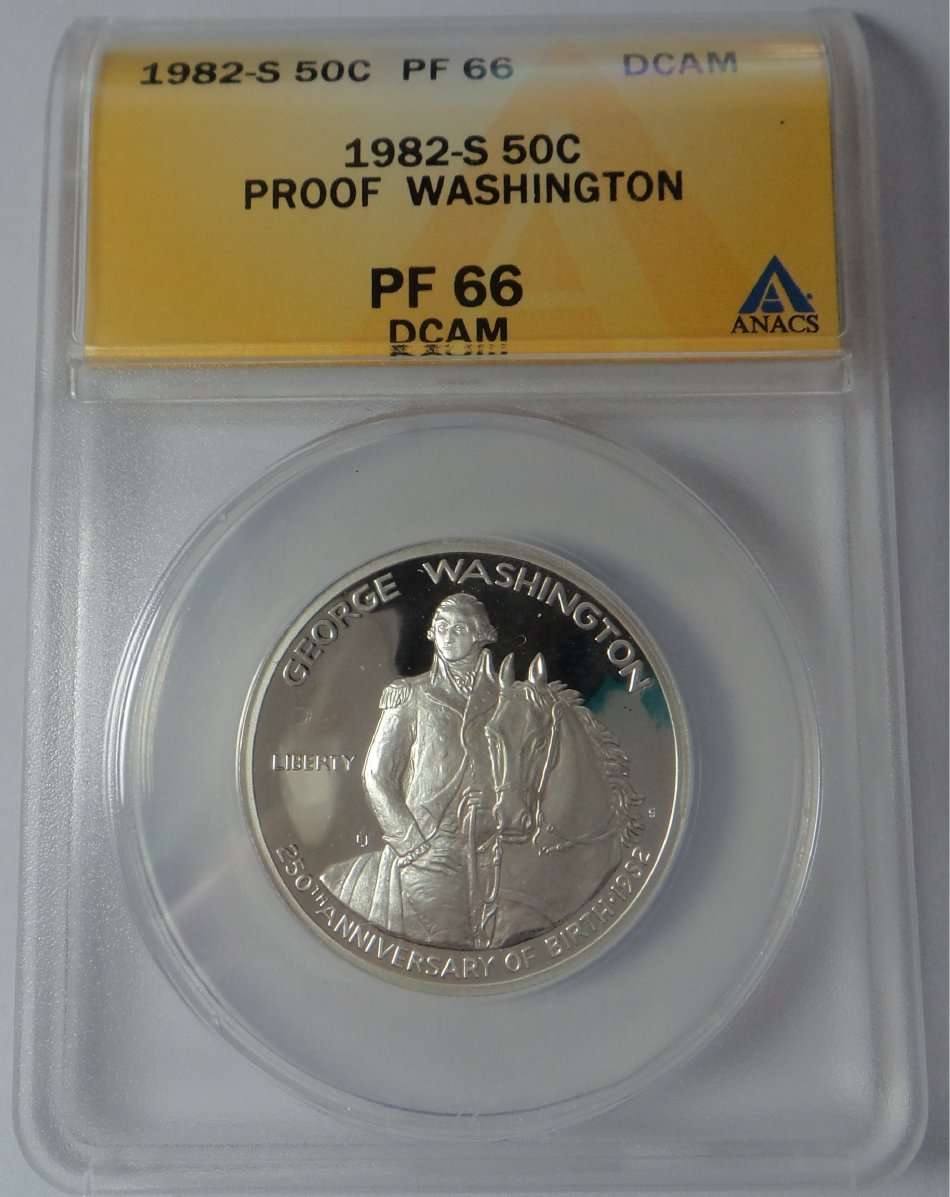 1982-S 50C PF 66 DCAM
1982-S 50C
PROOF WASHINGTON
PF 66
DCAM
ANACS
GEORGE WASHINGTON
LIBERTY
S
250TH ANNIVERSARY OF BIRTH·1982